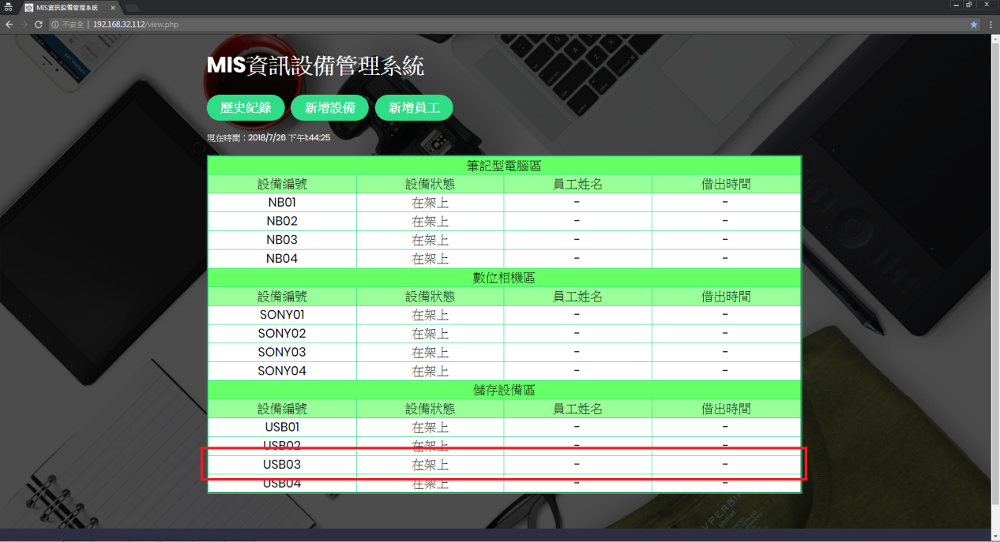 MIS資訊設備管理系統
不安全 | 192.168.32.112/view.php
MIS資訊設備管理系統
歷史紀錄 新增設備 新增員工
現在時間：2018/7/26 下午1:44:25
筆記型電腦區
設備編號 設備狀態 員工姓名 借出時間
NB01 在架上 - -
NB02 在架上 - -
NB03 在架上 - -
NB04 在架上 - -
數位相機區
設備編號 設備狀態 員工姓名 借出時間
SONY01 在架上 - -
SONY02 在架上 - -
SONY03 在架上 - -
SONY04 在架上 - -
儲存設備區
設備編號 設備狀態 員工姓名 借出時間
USB01 在架上 - -
USB02 在架上 - -
USB03 在架上 - -
USB04 在架上 - -